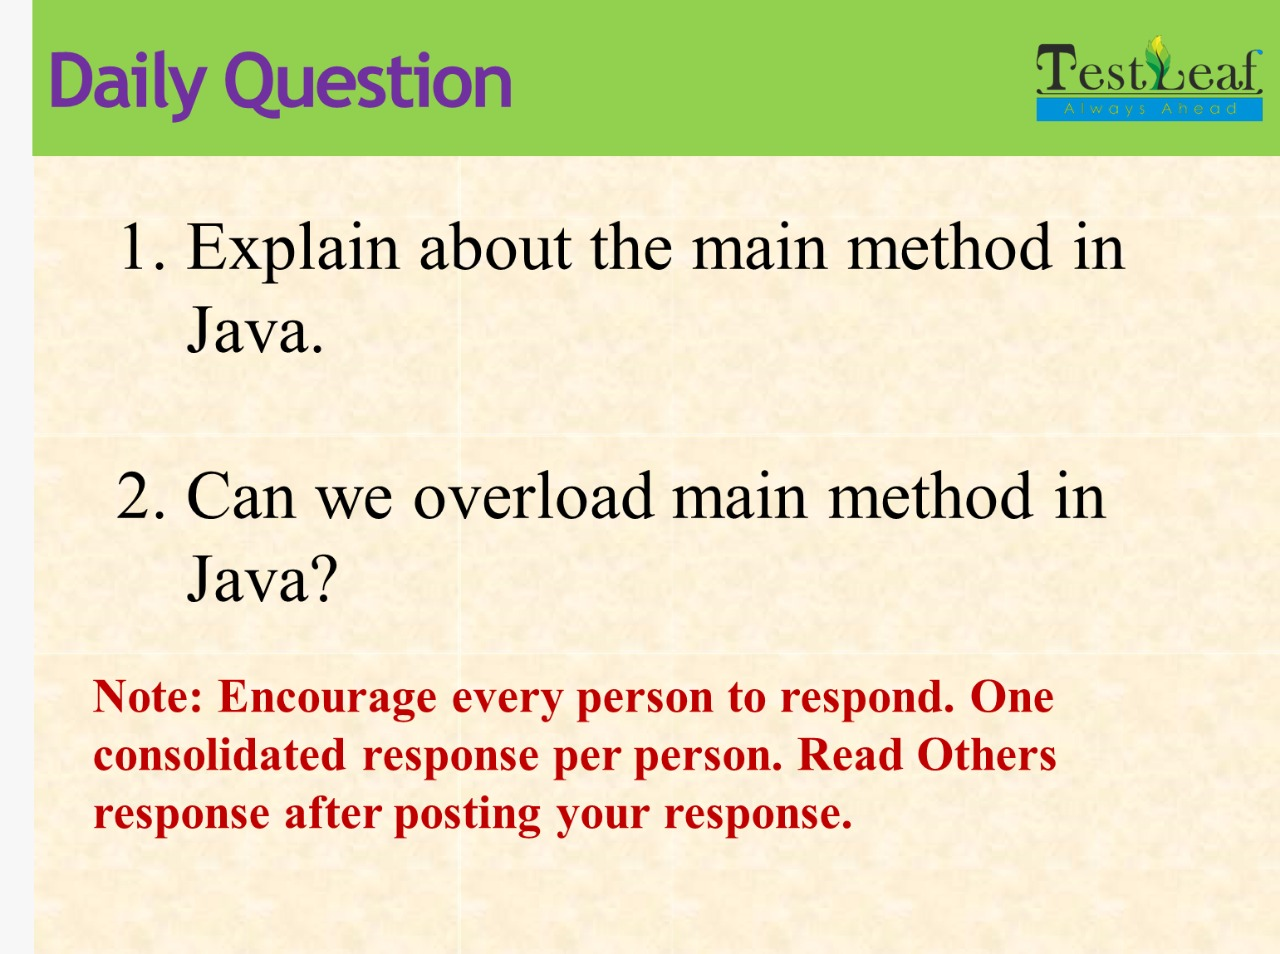 Daily Question
TestLeaf
Always Ahead
1. Explain about the main method in
Java.
2. Can we overload main method in
Java?
Note: Encourage every person to respond. One
consolidated response per person. Read Others
response after posting your response.